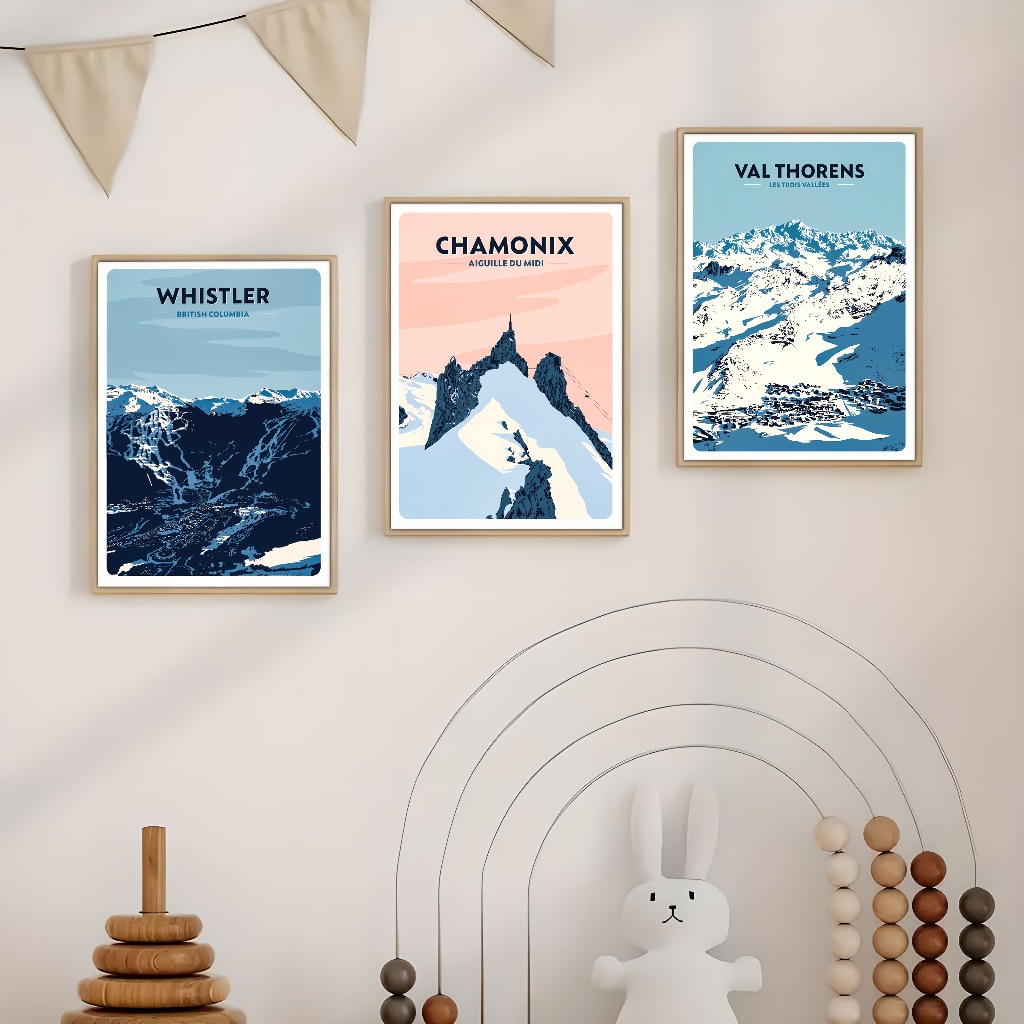 WHISTLER
BRITISH COLUMBIA
CHAMONIX
AIGUILLE DU MIDI
VAL THORENS
LES TROIS VALLÉES